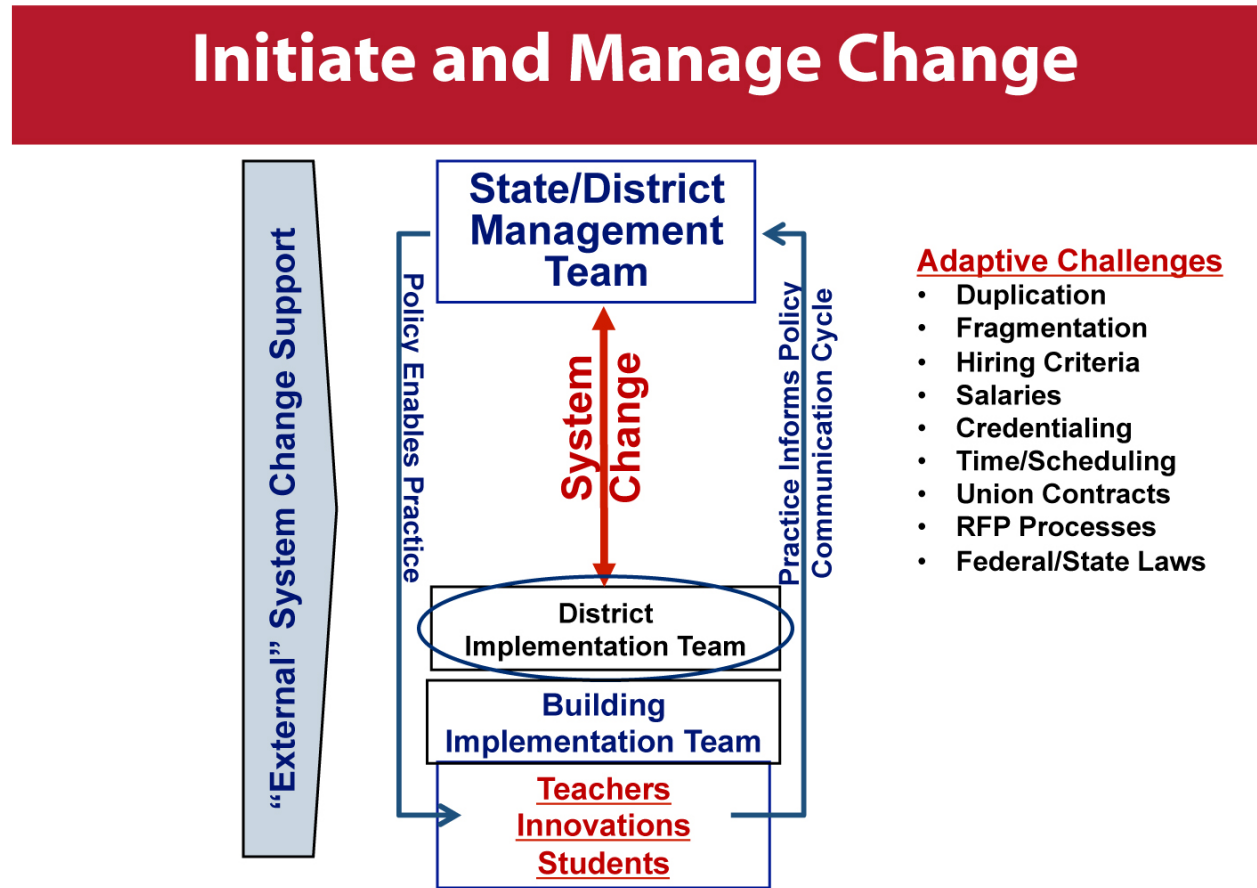 Initiate and Manage Change
"External" System Change Support
State/District
Management
Team
Policy Enables Practice
System
Change
Practice Informs Policy
Communication Cycle
District
Implementation Team
Building
Implementation Team
Teachers
Innovations
Students
Adaptive Challenges
• Duplication
• Fragmentation
• Hiring Criteria
• Salaries
• Credentialing
• Time/Scheduling
• Union Contracts
• RFP Processes
• Federal/State Laws